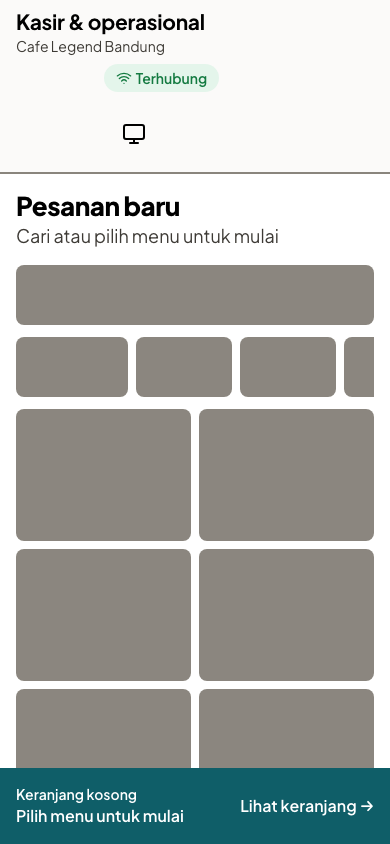 Kasir & operasional
Cafe Legend Bandung
Terhubung
Pesanan baru
Cari atau pilih menu untuk mulai
Keranjang kosong
Pilih menu untuk mulai
Lihat keranjang →